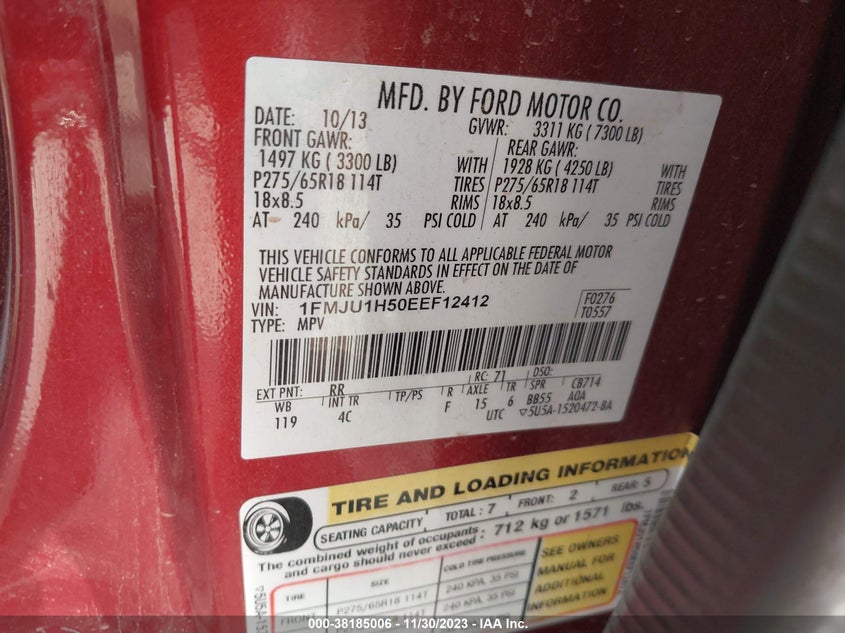 MFD. BY FORD MOTOR CO.
DATE: 10/13 GVWR: 3311 KG ( 7300 LB)
FRONT GAWR: REAR GAWR:
1497 KG ( 3300 LB) WITH 1928 KG ( 4250 LB) WITH
P275/65R18 114T TIRES P275/65R18 114T TIRES
18x8.5 RIMS 18x8.5 RIMS
AT 240 kPa/ 35 PSI COLD AT 240 kPa/ 35 PSI COLD
THIS VEHICLE CONFORMS TO ALL APPLICABLE FEDERAL MOTOR
VEHICLE SAFETY STANDARDS IN EFFECT ON THE DATE OF
MANUFACTURE SHOWN ABOVE.
VIN: 1FMJU1H50EEF12412 F0276
TYPE: MPV T0557
EXT PNT: RR RC: 71 DSO:
WB INT TR TP/PS R AXLE TR SPR CB714
119 4C F 15 6 BB55 A0A
UTC ▽5U5A-1520472-BA
TIRE AND LOADING INFORMATION
SEATING CAPACITY TOTAL : 7 FRONT: 2 REAR: 5
The combined weight of occupants : 712 kg or 1571 lbs.
and cargo should never exceed
TIRE SIZE COLD TIRE PRESSURE
FRONT P275/65R18 114T 240 KPA, 35 PSI
114T 240 KPA, 35 PSI
SEE OWNERS
MANUAL FOR
ADDITIONAL
INFORMATION
000-38185006 - 11/30/2023 - IAA Inc.